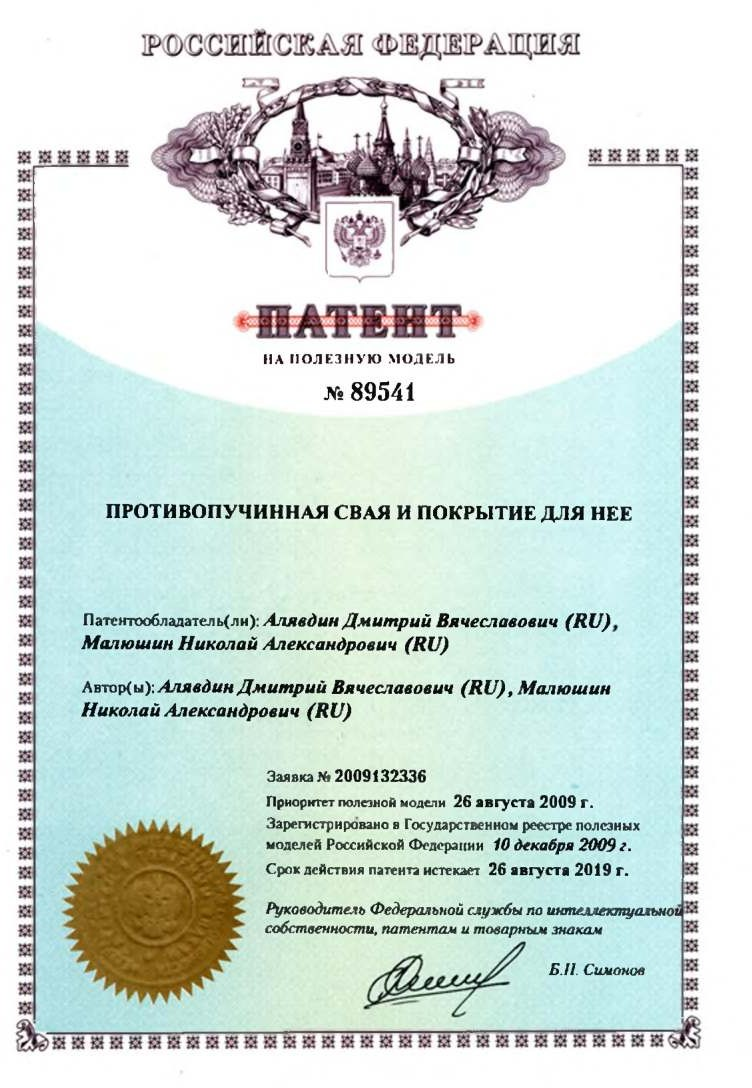 РОССИЙСКАЯ ФЕДЕРАЦИЯ
ПАТЕНТ
НА ПОЛЕЗНУЮ МОДЕЛЬ
№ 89541
ПРОТИВОПУЧИННАЯ СВАЯ И ПОКРЫТИЕ ДЛЯ НЕЕ
Патентообладатель(ли): Алявдин Дмитрий Вячеславович (RU),
Малюшин Николай Александрович (RU)
Автор(ы): Алявдин Дмитрий Вячеславович (RU), Малюшин
Николай Александрович (RU)
Заявка № 2009132336
Приоритет полезной модели 26 августа 2009 г.
Зарегистрировано в Государственном реестре полезных
моделей Российской Федерации 10 декабря 2009 г.
Срок действия патента истекает 26 августа 2019 г.
Руководитель Федеральной службы по интеллектуальной
собственности, патентам и товарным знакам
Б.П. Симонов